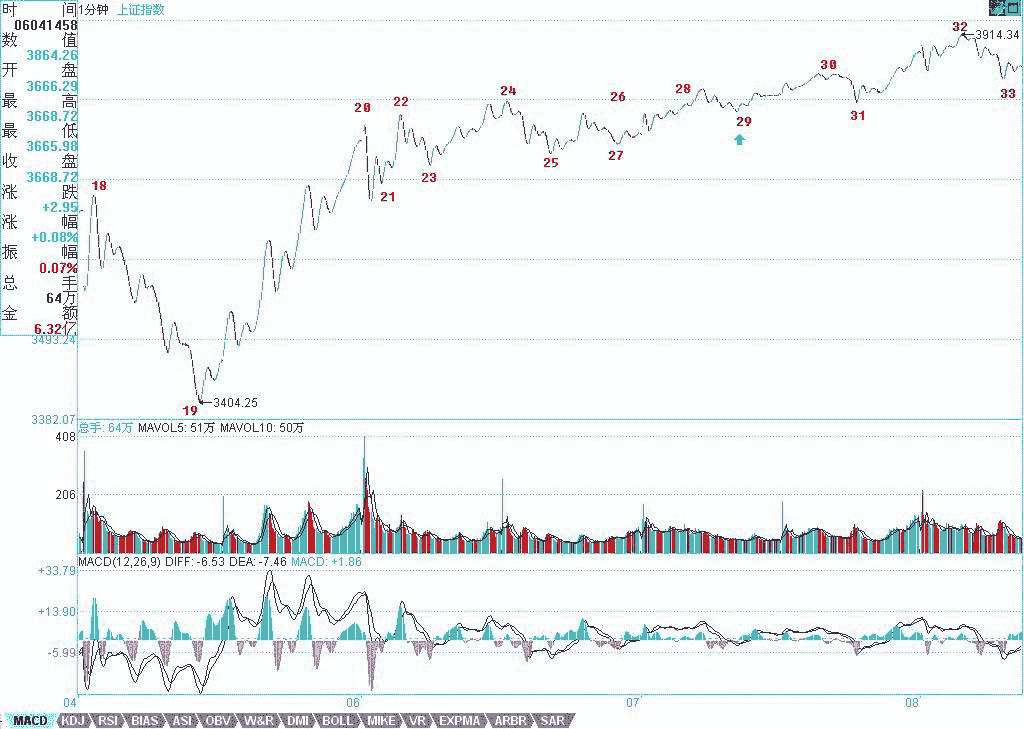 时 间
06041458
数 值
3864.26
开 盘
3666.29
最 高
3668.72
最 低
3665.98
收 盘
3668.72
涨 跌
+2.95
涨 幅
+0.08%
振 幅
0.07%
总 手
64万
金 额
6.32亿
3493.24
3382.07
1分钟 上证指数
18
19
3404.25
20
21
22
23
24
25
26
27
28
29
30
31
32
3914.34
33
总手: 64万 MAVOL5: 51万 MAVOL10: 50万
408
206
MACD(12,26,9) DIFF: -6.53 DEA: -7.46 MACD: +1.86
+33.79
+13.90
-5.99
04 06 07 08
MACD KDJ RSI BIAS ASI OBV W&R DMI BOLL MIKE VR EXPMA ARBR SAR